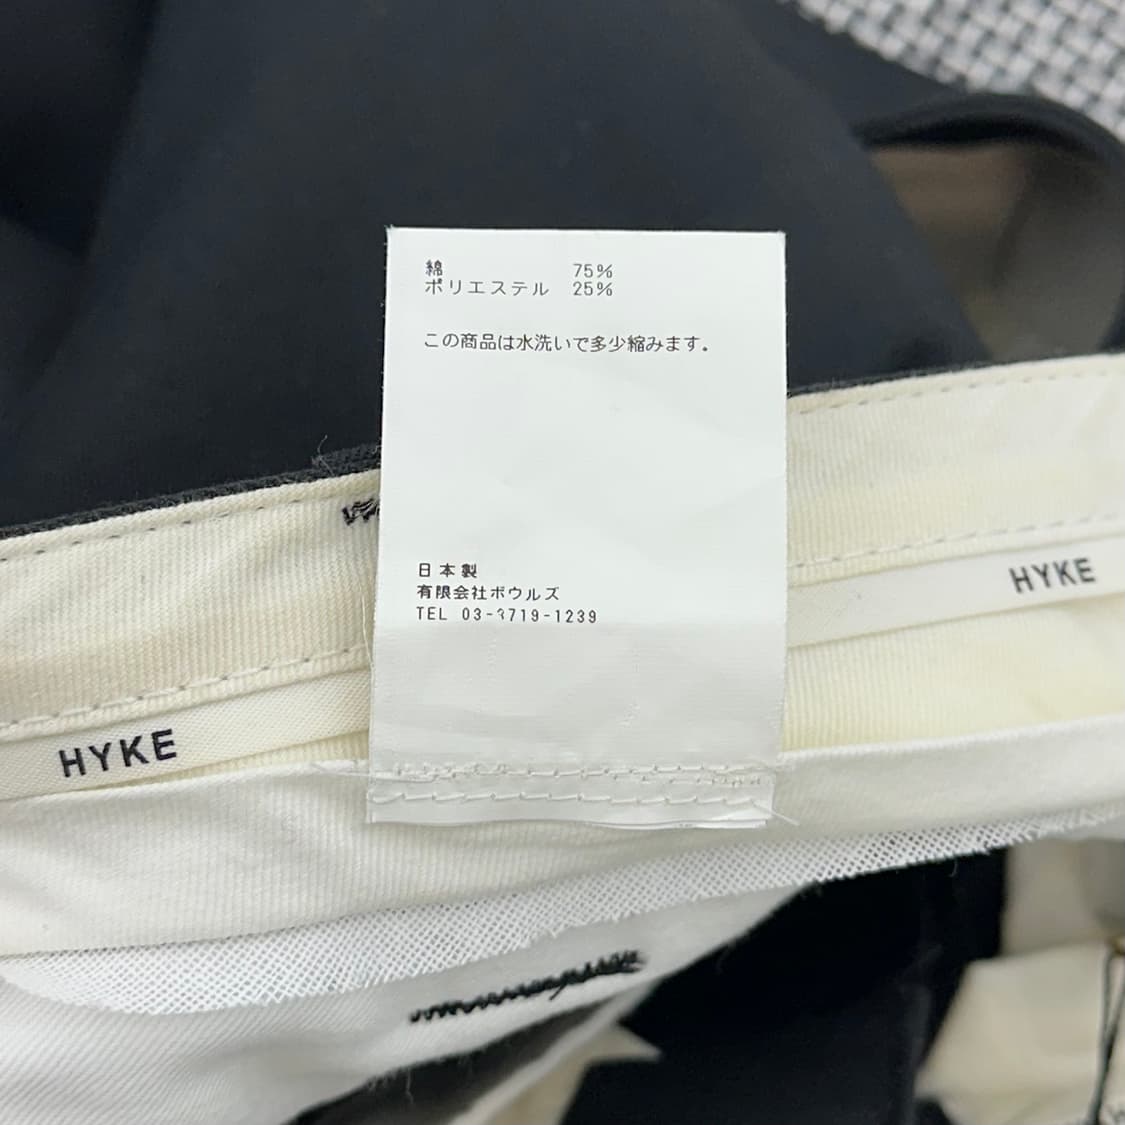 綿 75%
ポリエステル 25%
この商品は水洗いで多少縮みます。
日本製
有限会社ボウルズ
TEL 03-3719-1239
HYKE
HYKE